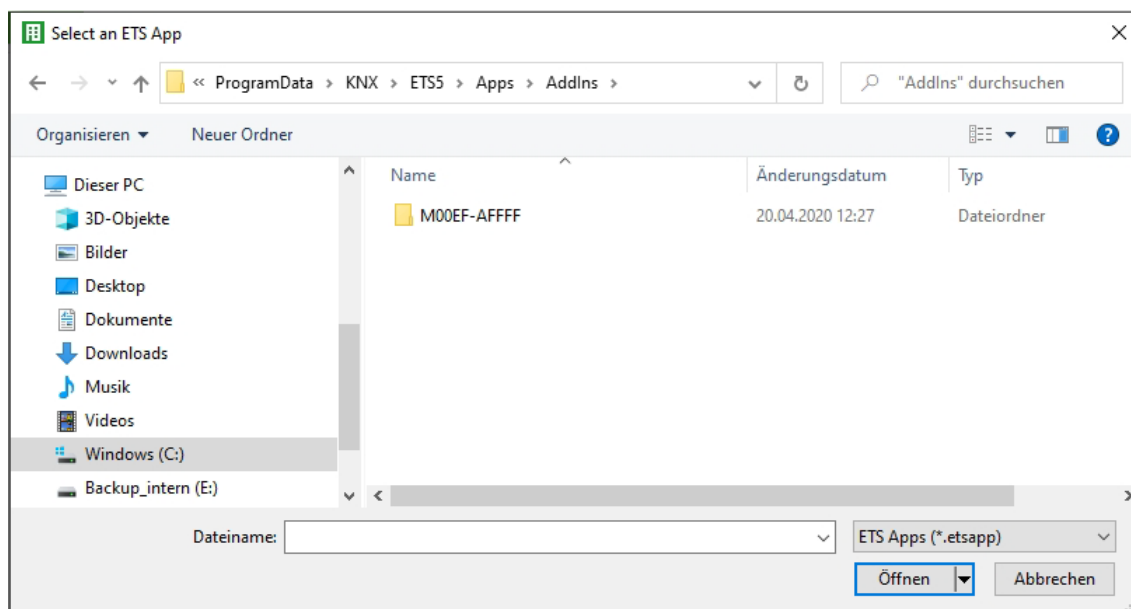 Select an ETS App
« ProgramData › KNX › ETS5 › Apps › AddIns ›
"AddIns" durchsuchen
Organisieren
Neuer Ordner
Dieser PC
3D-Objekte
Bilder
Desktop
Dokumente
Downloads
Musik
Videos
Windows (C:)
Backup_intern (E:)
Name Änderungsdatum Typ
M00EF-AFFFF 20.04.2020 12:27 Dateiordner
Dateiname:
ETS Apps (*.etsapp)
Öffnen
Abbrechen